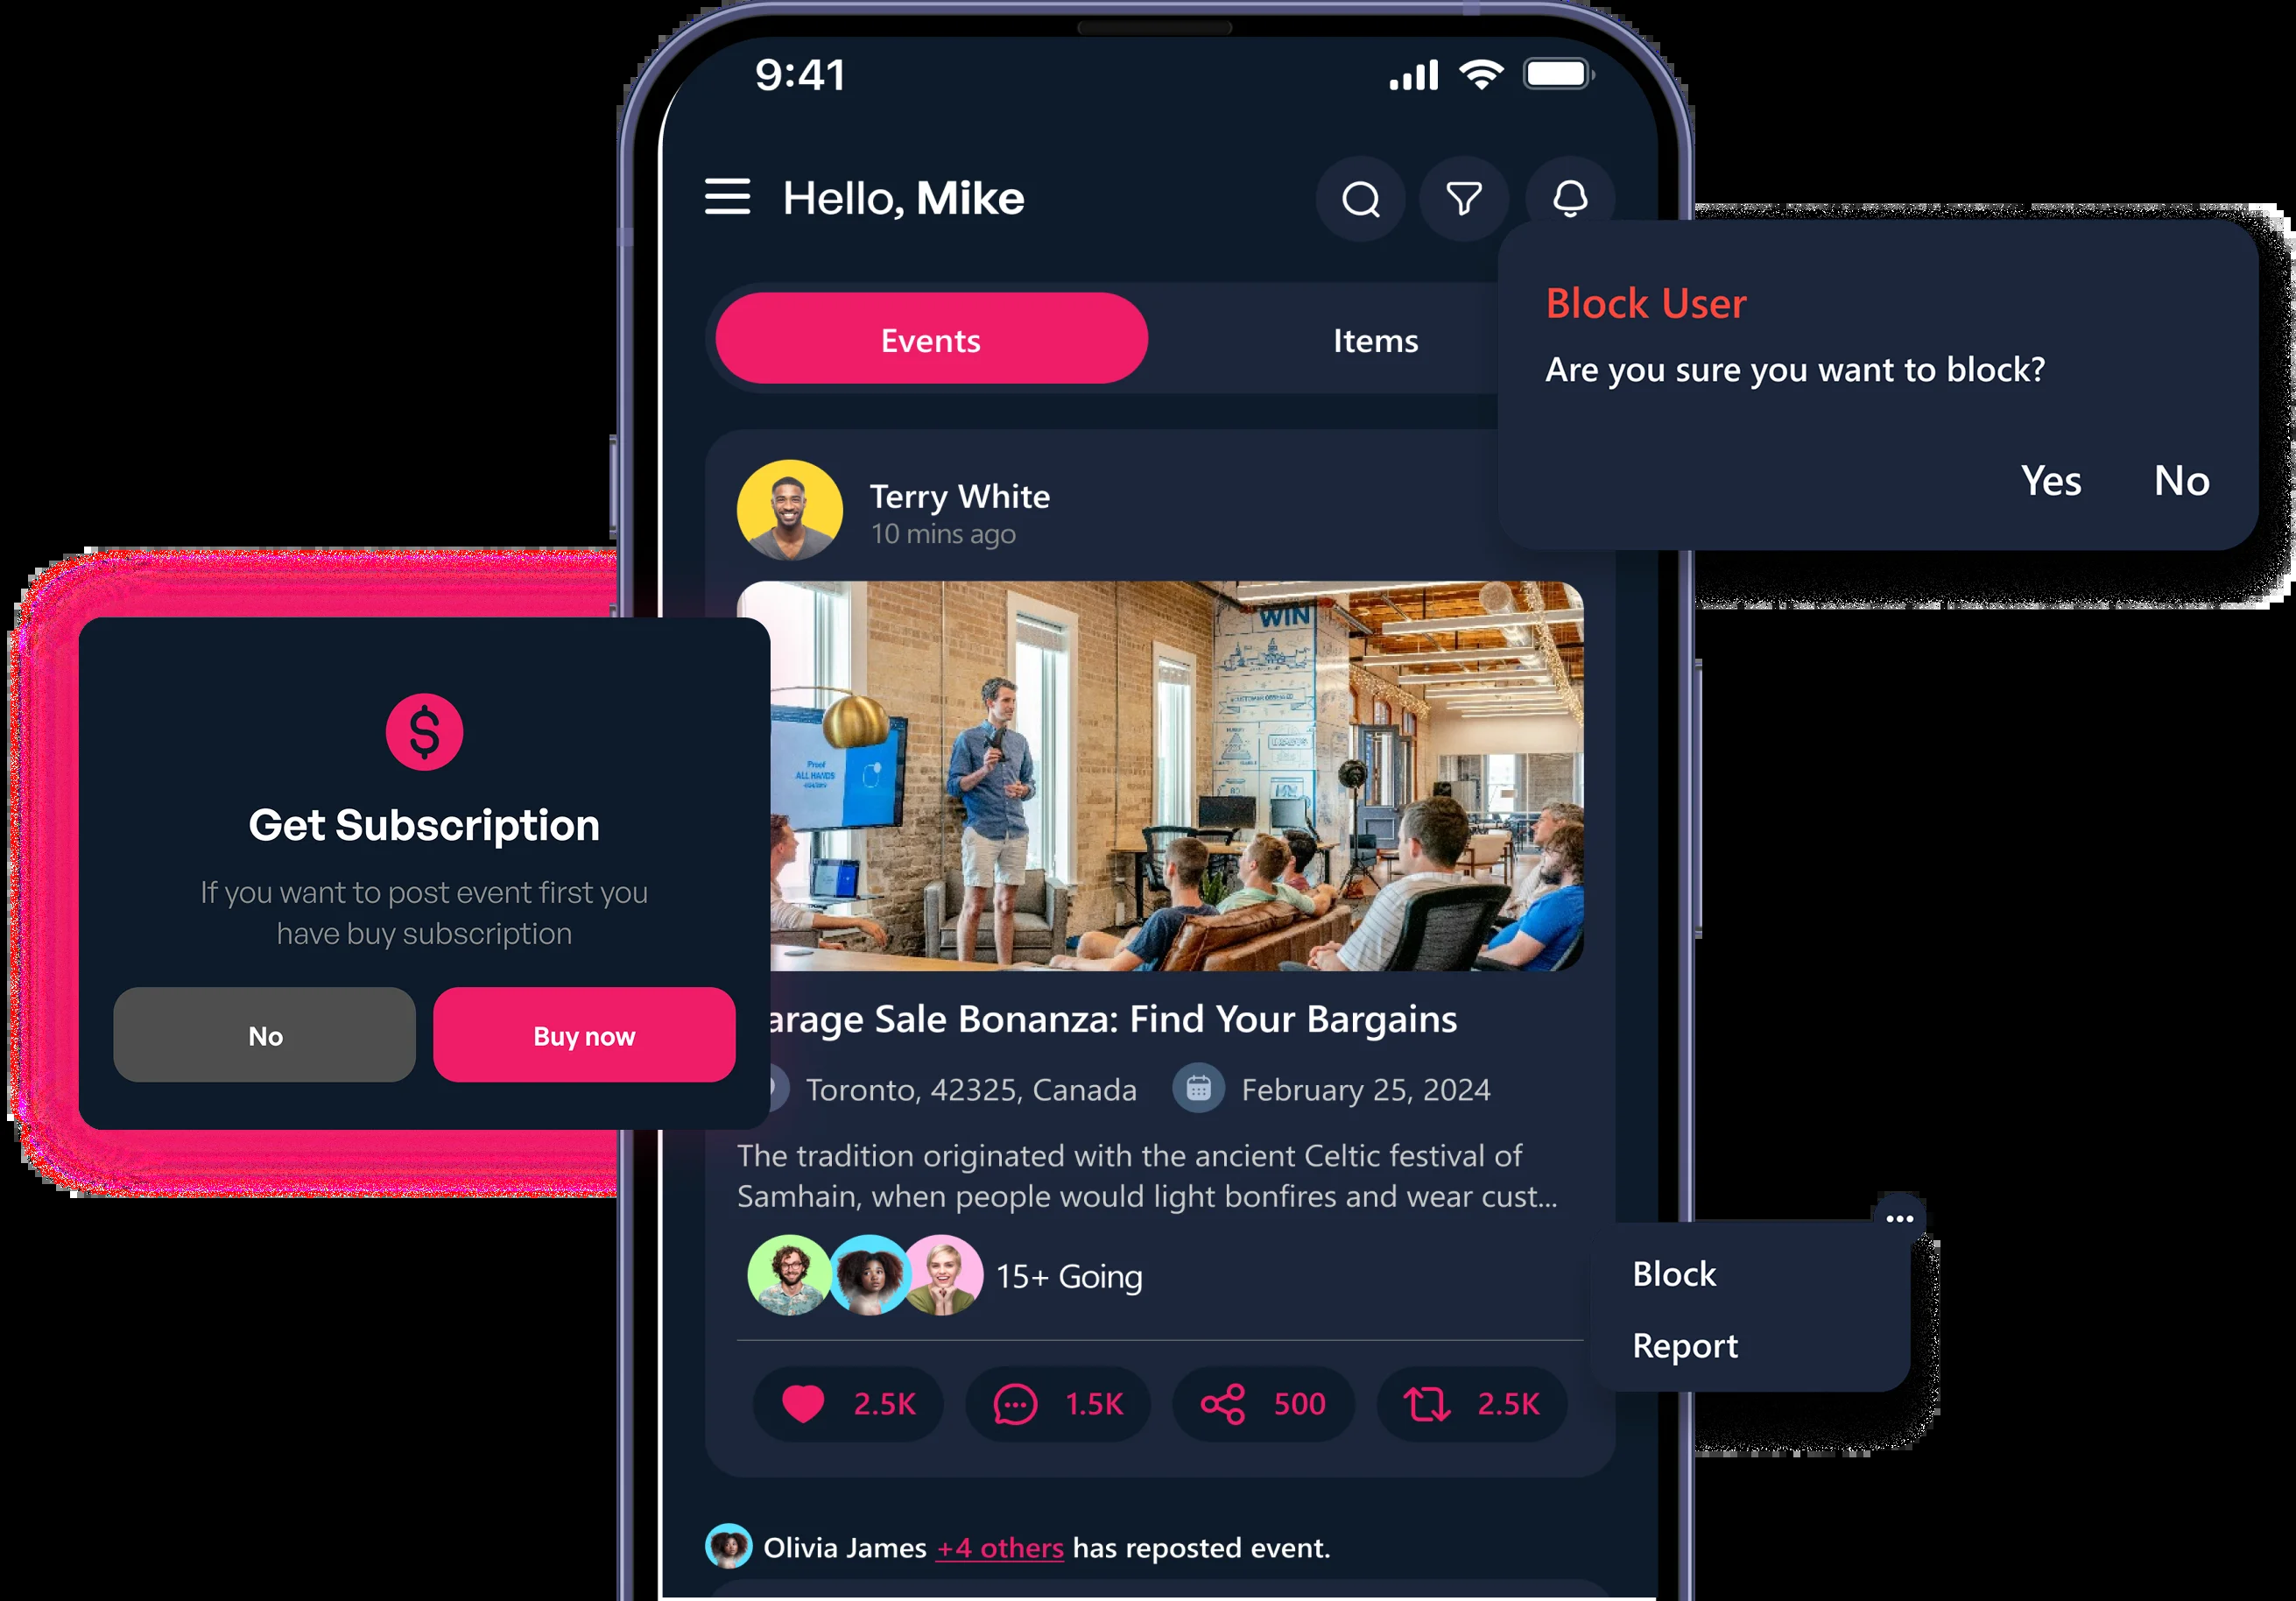 9:41
Hello, Mike
Events
Items
Block User
Are you sure you want to block?
Yes
No
Terry White
10 mins ago
WIN
Proof
ALL HANDS
Get Subscription
If you want to post event first you
have buy subscription
No
Buy now
arage Sale Bonanza: Find Your Bargains
Toronto, 42325, Canada
February 25, 2024
The tradition originated with the ancient Celtic festival of
Samhain, when people would light bonfires and wear cust...
15+ Going
Block
Report
2.5K
1.5K
500
2.5K
Olivia James +4 others has reposted event.